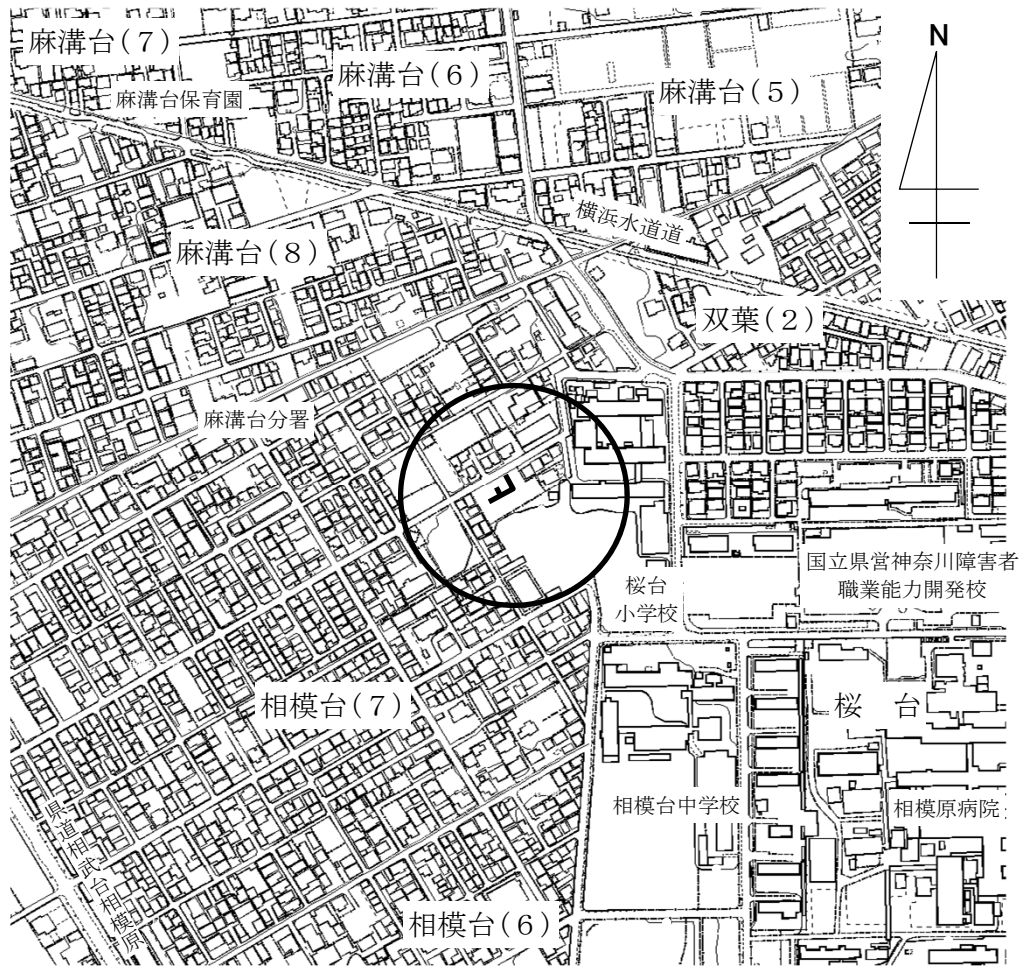 麻溝台(7)
麻溝台(6)
麻溝台保育園
麻溝台(5)
N
横浜水道道
麻溝台(8)
双葉(2)
麻溝台分署
国立県営神奈川障害者
職業能力開発校
桜台
小学校
相模台(7)
桜 台
相模台中学校
相模原病院
県道相武台相模原
相模台(6)